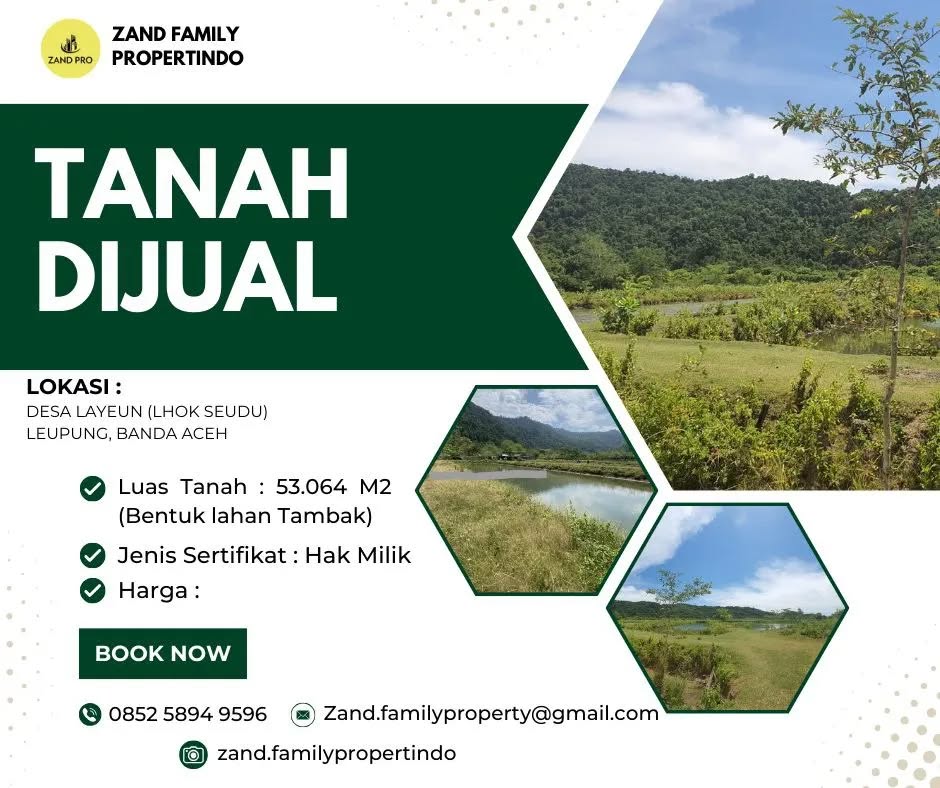 ZAND PRO
ZAND FAMILY
PROPERTINDO
TANAH
DIJUAL
LOKASI :
DESA LAYEUN (LHOK SEUDU)
LEUPUNG, BANDA ACEH
Luas Tanah : 53.064 M2
(Bentuk lahan Tambak)
Jenis Sertifikat : Hak Milik
Harga :
BOOK NOW
0852 5894 9596 Zand.familyproperty@gmail.com
zand.familypropertindo